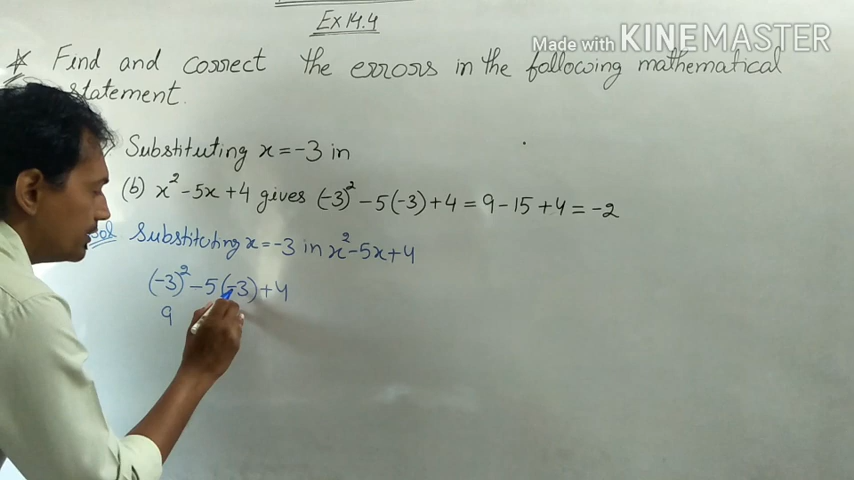 Ex 14.4
Made with KINEMASTER
Find and correct the errors in the following mathematical
statement.
Substituting x = -3 in
(b) x² - 5x + 4 gives (-3)² - 5(-3) + 4 = 9 - 15 + 4 = -2
Sol Substituting x = -3 in x² - 5x + 4
(-3)² - 5(-3) + 4
9